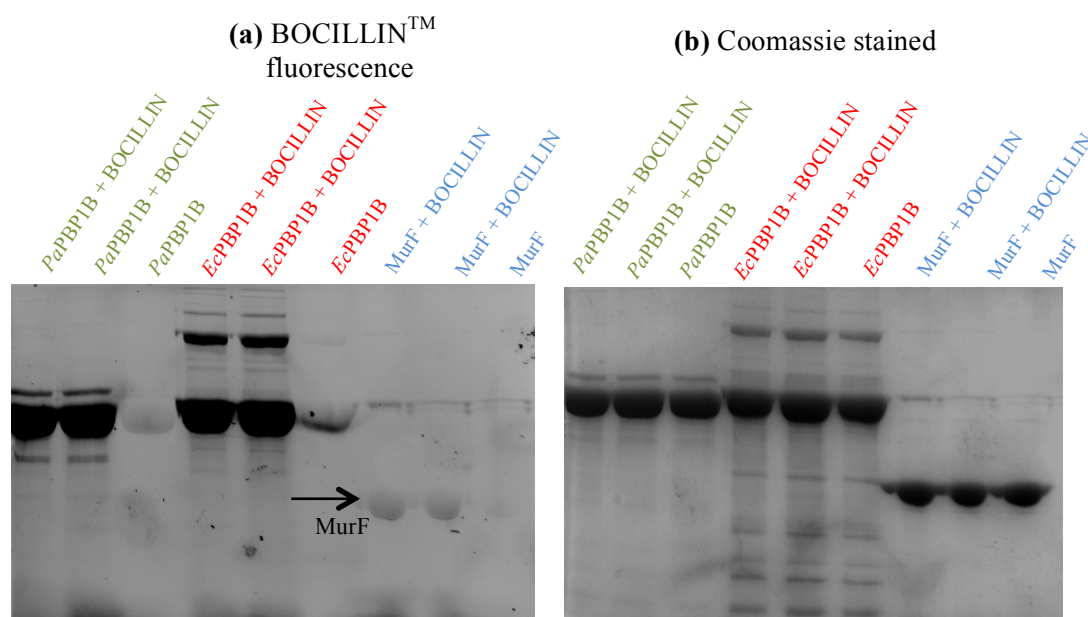 (a) BOCILLIN™
fluorescence
(b) Coomassie stained
PaPBP1B + BOCILLIN
PaPBP1B + BOCILLIN
PaPBP1B
EcPBP1B + BOCILLIN
EcPBP1B + BOCILLIN
EcPBP1B
MurF + BOCILLIN
MurF + BOCILLIN
MurF
PaPBP1B + BOCILLIN
PaPBP1B + BOCILLIN
PaPBP1B
EcPBP1B + BOCILLIN
EcPBP1B + BOCILLIN
EcPBP1B
MurF + BOCILLIN
MurF + BOCILLIN
MurF
MurF